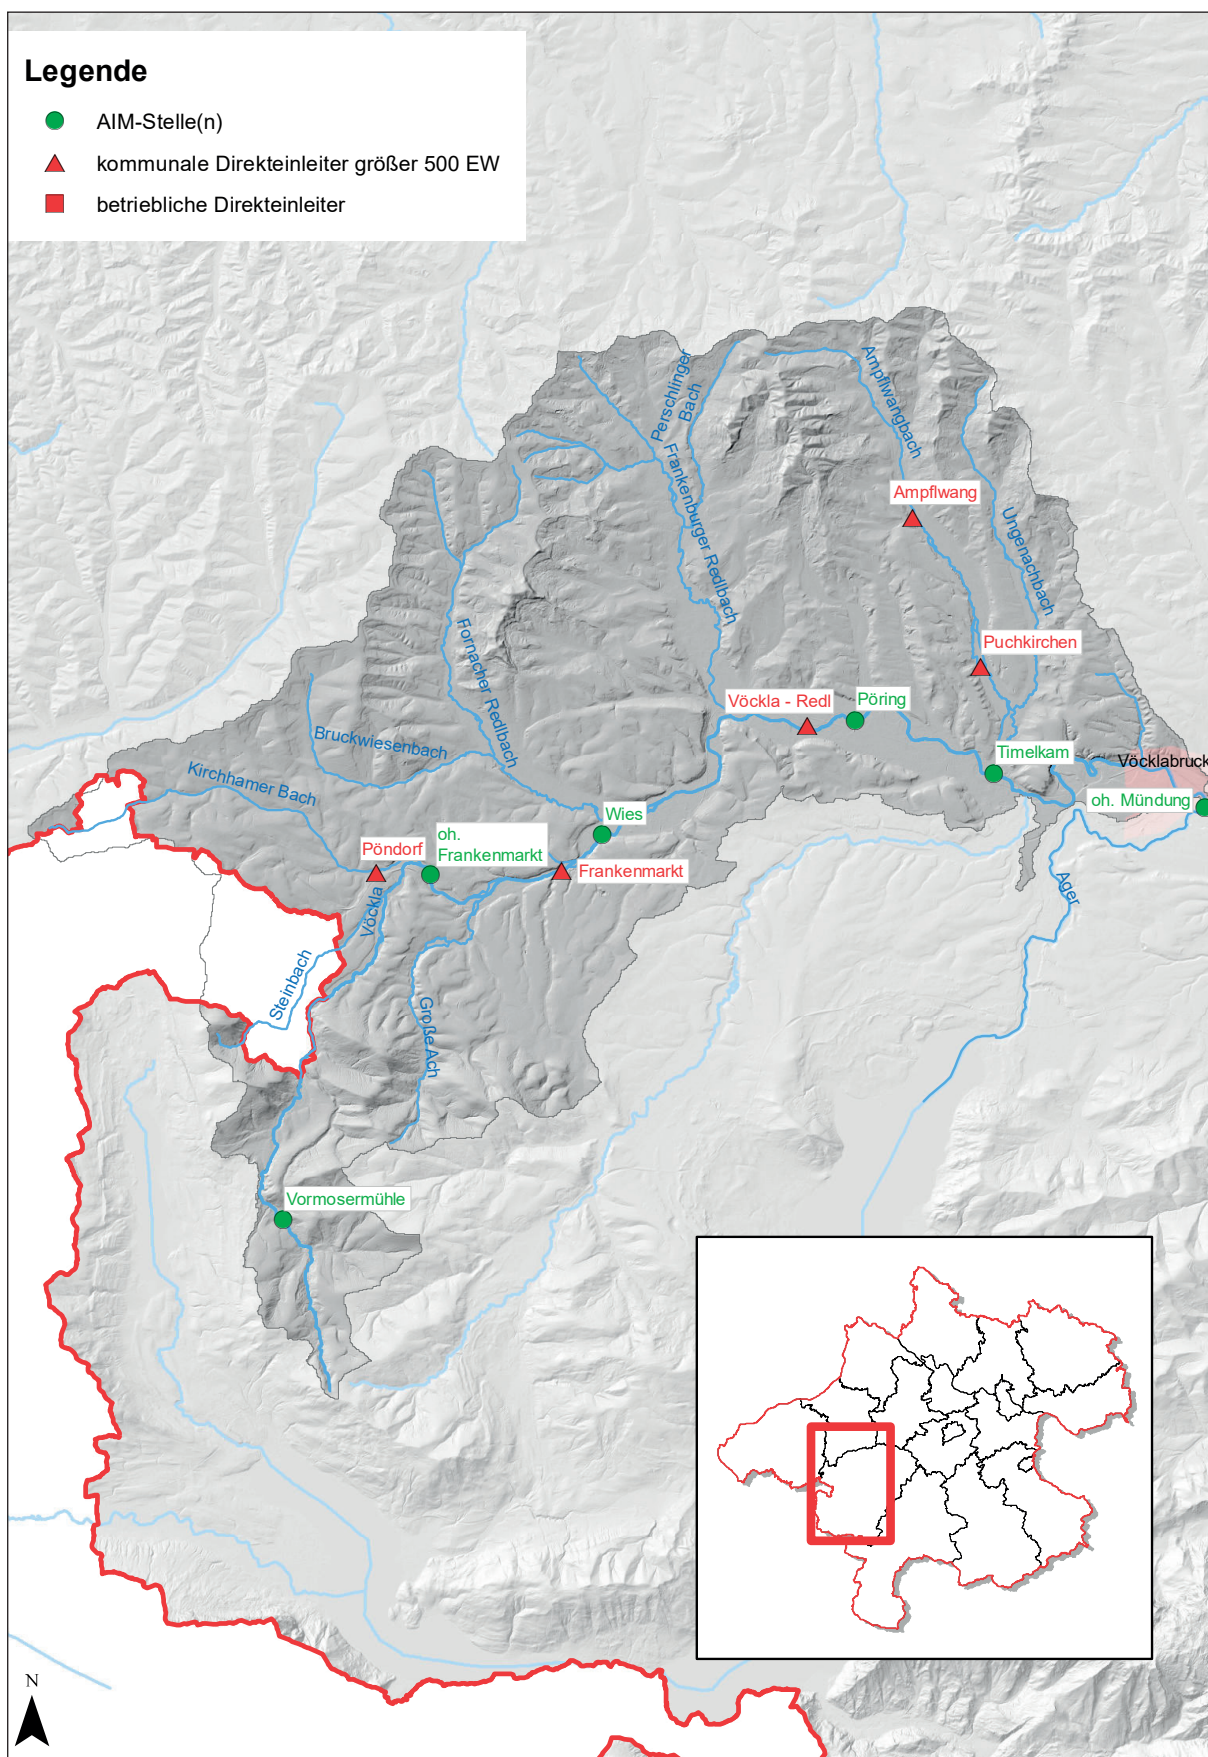 Legende
AIM-Stelle(n)
kommunale Direkteinleiter größer 500 EW
betriebliche Direkteinleiter
Perschlinger
Bach
Ampflwangbach
Frankenburger Redlbach
Ampflwang
Ungenachbach
Fornacher Redlbach
Puchkirchen
Vöckla - Redl
Pöring
Bruckwiesenbach
Timelkam
Vöcklabruck
Kirchhamer Bach
oh. Mündung
Wies
oh.
Frankenmarkt
Pöndorf
Frankenmarkt
Vöckla
Ager
Steinbach
Große Ach
Vormosermühle
N